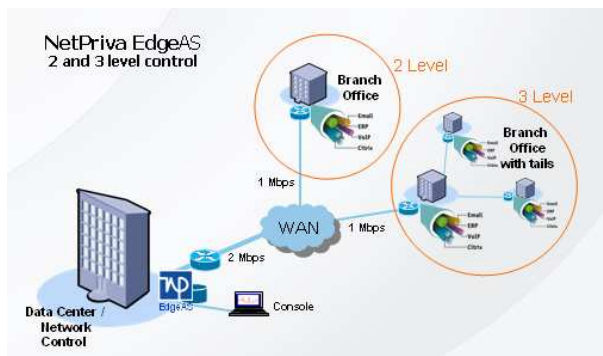 NetPriva EdgeAS
2 and 3 level control
2 Level
Branch
Office
Email
ERP
VoIP
Citrix
3 Level
Branch
Office
with tails
Email
ERP
VoIP
Citrix
1 Mbps
WAN
1 Mbps
2 Mbps
EdgeAS
Console
Data Center /
Network
Control